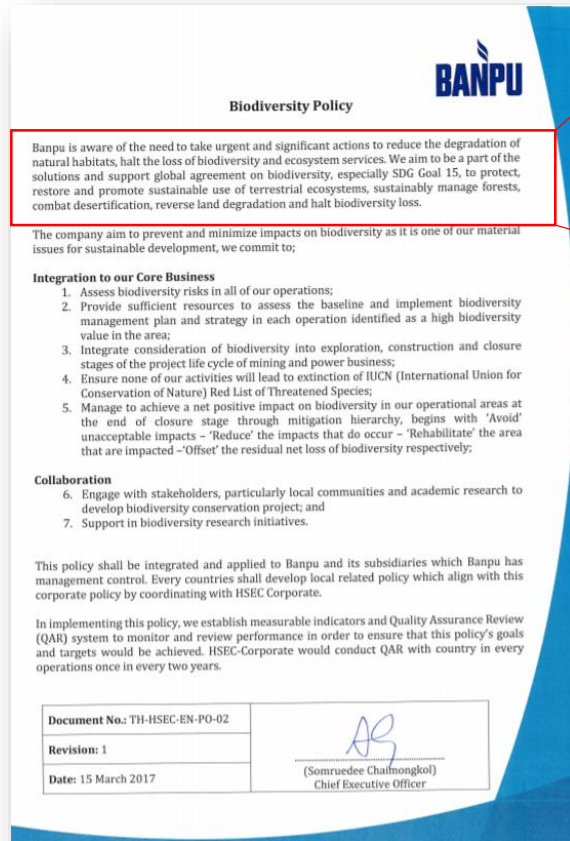 BANPU
Biodiversity Policy
Banpu is aware of the need to take urgent and significant actions to reduce the degradation of
natural habitats, halt the loss of biodiversity and ecosystem services. We aim to be a part of the
solutions and support global agreement on biodiversity, especially SDG Goal 15, to protect,
restore and promote sustainable use of terrestrial ecosystems, sustainably manage forests,
combat desertification, reverse land degradation and halt biodiversity loss.
The company aim to prevent and minimize impacts on biodiversity as it is one of our material
issues for sustainable development, we commit to;
Integration to our Core Business
1. Assess biodiversity risks in all of our operations;
2. Provide sufficient resources to assess the baseline and implement biodiversity
management plan and strategy in each operation identified as a high biodiversity
value in the area;
3. Integrate consideration of biodiversity into exploration, construction and closure
stages of the project life cycle of mining and power business;
4. Ensure none of our activities will lead to extinction of IUCN (International Union for
Conservation of Nature) Red List of Threatened Species;
5. Manage to achieve a net positive impact on biodiversity in our operational areas at
the end of closure stage through mitigation hierarchy, begins with 'Avoid'
unacceptable impacts – 'Reduce' the impacts that do occur – 'Rehabilitate' the area
that are impacted –'Offset' the residual net loss of biodiversity respectively;
Collaboration
6. Engage with stakeholders, particularly local communities and academic research to
develop biodiversity conservation project; and
7. Support in biodiversity research initiatives.
This policy shall be integrated and applied to Banpu and its subsidiaries which Banpu has
management control. Every countries shall develop local related policy which align with this
corporate policy by coordinating with HSEC Corporate.
In implementing this policy, we establish measurable indicators and Quality Assurance Review
(QAR) system to monitor and review performance in order to ensure that this policy's goals
and targets would be achieved. HSEC-Corporate would conduct QAR with country in every
operations once in every two years.
Document No.: TH-HSEC-EN-PO-02
Revision: 1
Date: 15 March 2017
(Somruedee Chaimongkol)
Chief Executive Officer